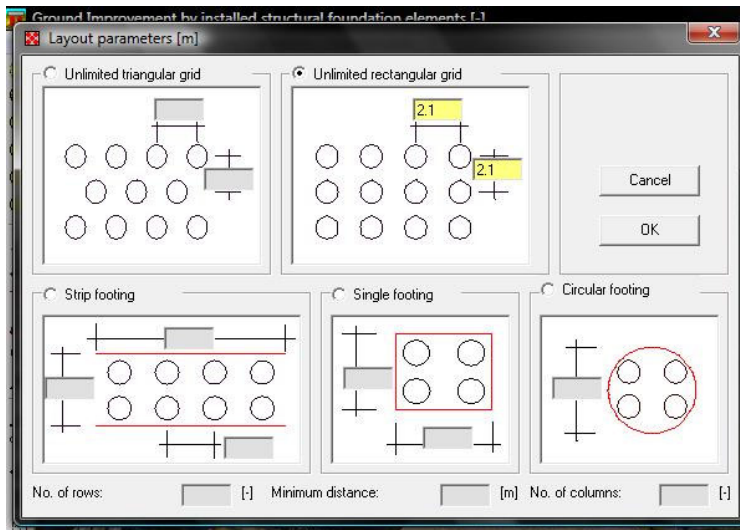 Ground Improvement by installed structural foundation elements [-]
Layout parameters [m]
Unlimited triangular grid
Unlimited rectangular grid
2.1
2.1
Cancel
OK
Strip footing
Single footing
Circular footing
No. of rows: [-] Minimum distance: [m] No. of columns: [-]